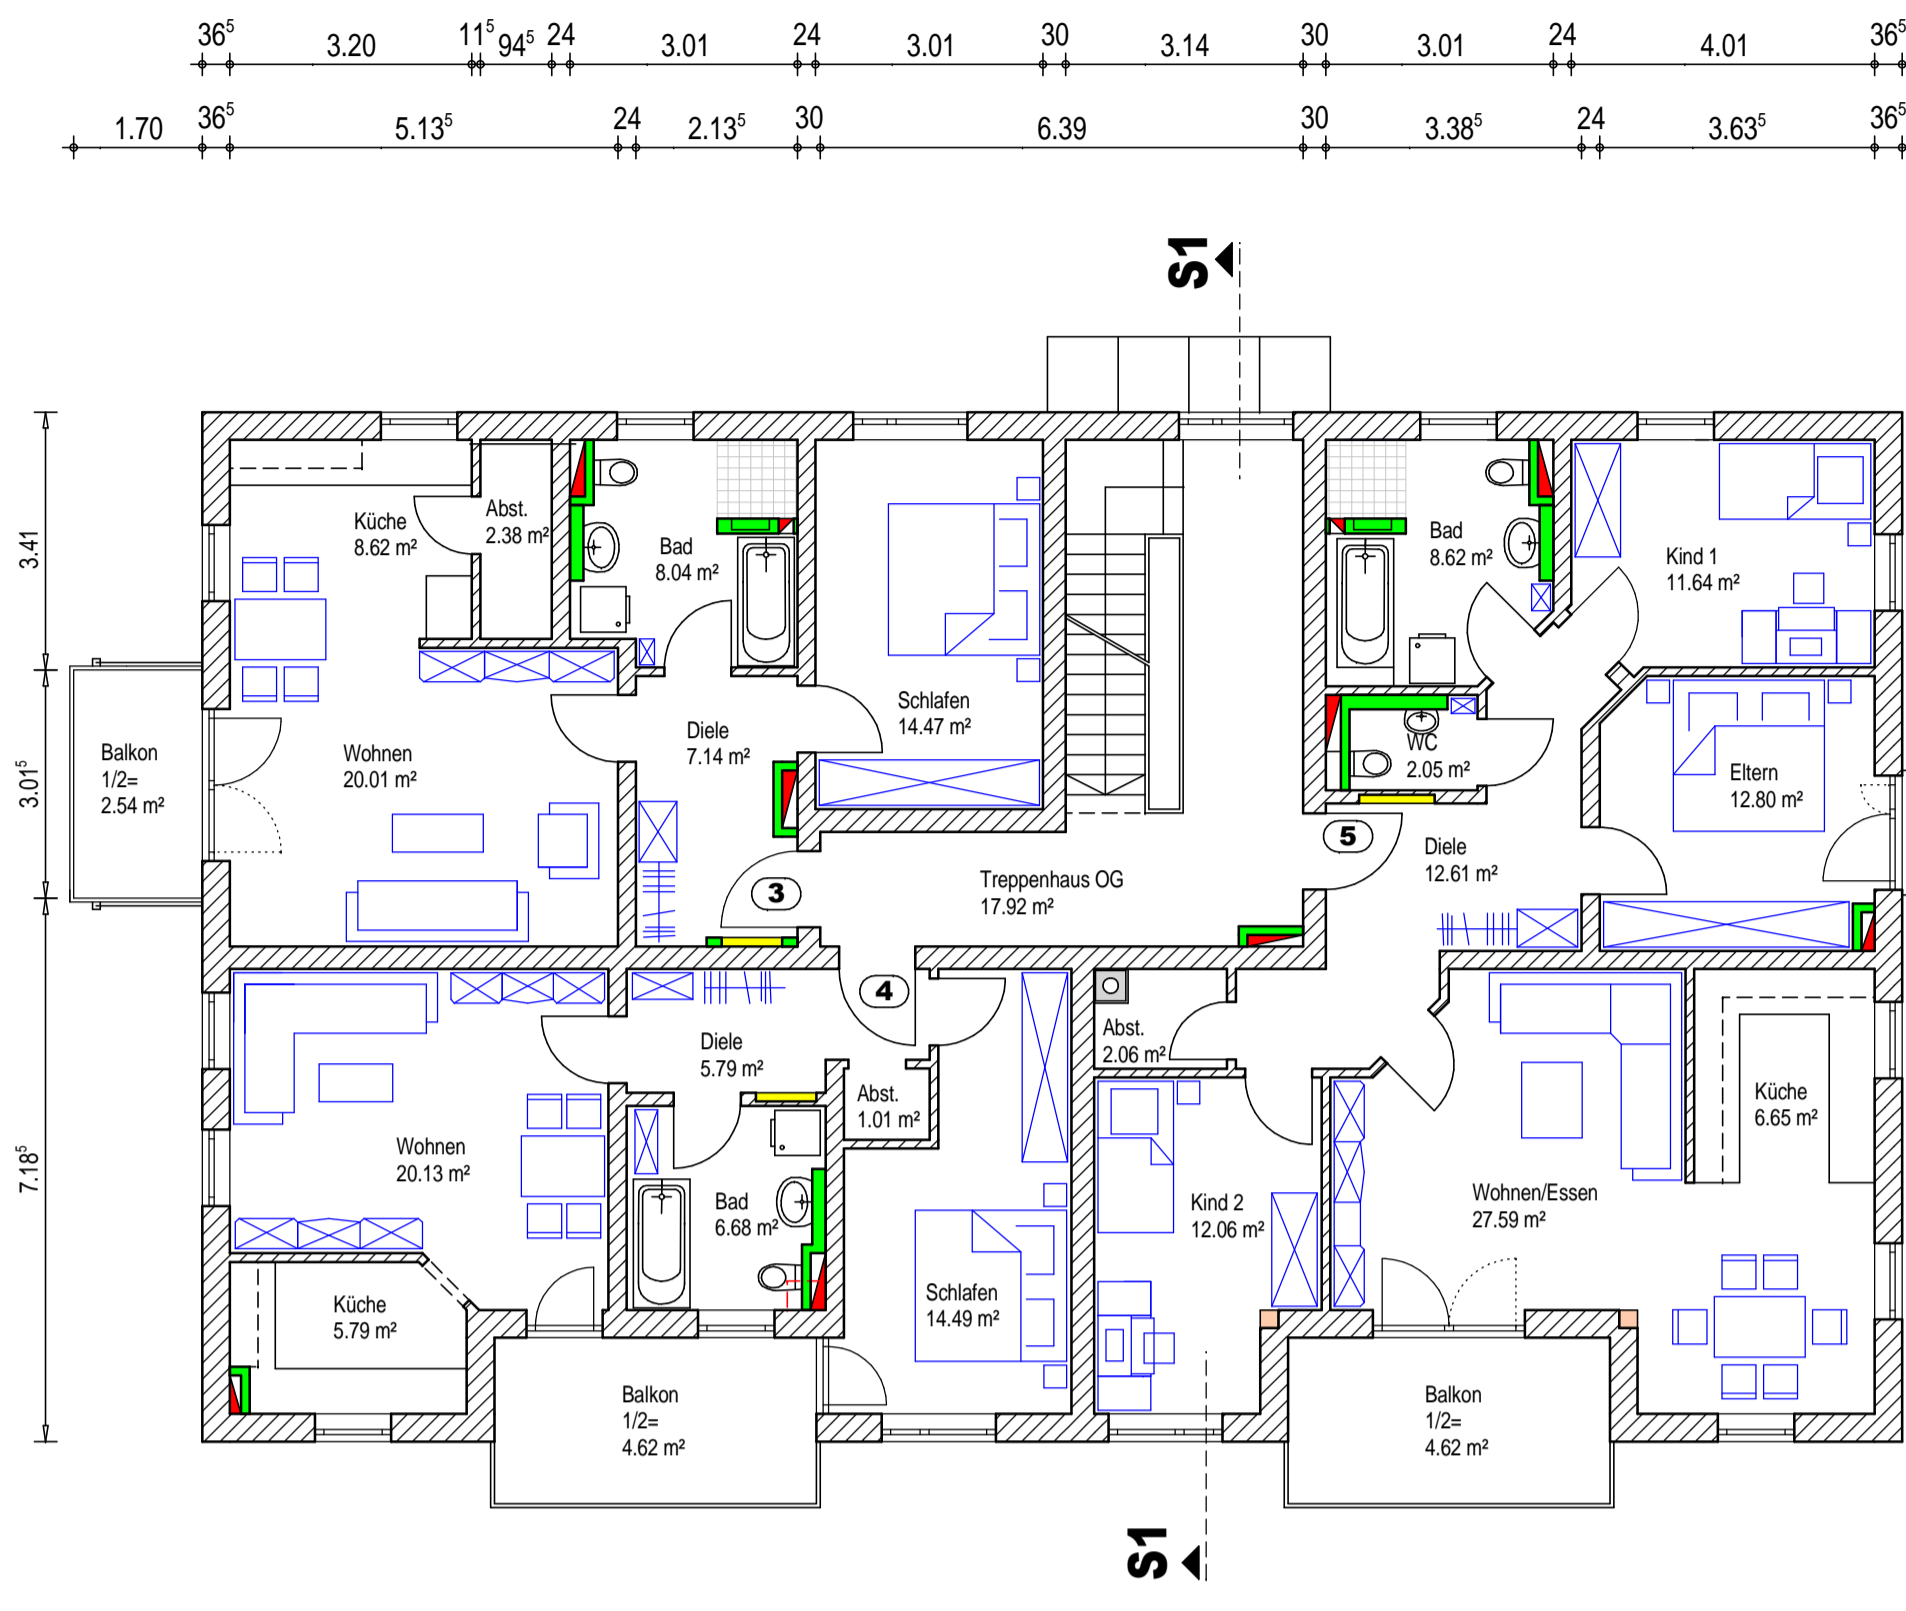 36⁵ 3.20 11⁵ 94⁵ 24 3.01 24 3.01 30 3.14 30 3.01 24 4.01 36⁵
1.70 36⁵ 5.13⁵ 24 2.13⁵ 30 6.39 30 3.38⁵ 24 3.63⁵ 36⁵
S1
3.41
3.01⁵
7.18⁵
Küche
8.62 m²
Abst.
2.38 m²
Bad
8.04 m²
Schlafen
14.47 m²
Bad
8.62 m²
Kind 1
11.64 m²
Balkon
1/2=
2.54 m²
Wohnen
20.01 m²
Diele
7.14 m²
WC
2.05 m²
Eltern
12.80 m²
3
Treppenhaus OG
17.92 m²
5
Diele
12.61 m²
4
Diele
5.79 m²
Abst.
1.01 m²
Abst.
2.06 m²
Küche
6.65 m²
Wohnen
20.13 m²
Bad
6.68 m²
Kind 2
12.06 m²
Wohnen/Essen
27.59 m²
Küche
5.79 m²
Schlafen
14.49 m²
Balkon
1/2=
4.62 m²
Balkon
1/2=
4.62 m²
S1